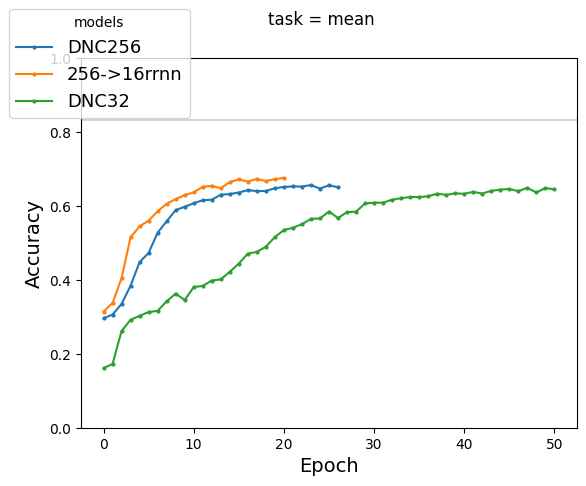 task = mean
models
DNC256
256->16rrnn
DNC32
1.0
0.8
0.6
0.4
0.2
0.0
Accuracy
0 10 20 30 40 50
Epoch